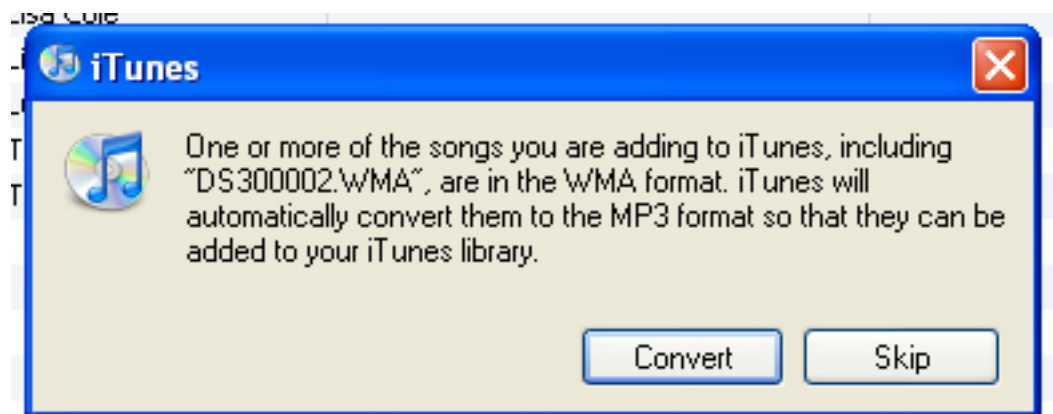 Lisa Cole
iTunes
One or more of the songs you are adding to iTunes, including
"DS300002.WMA", are in the WMA format. iTunes will
automatically convert them to the MP3 format so that they can be
added to your iTunes library.
Convert
Skip